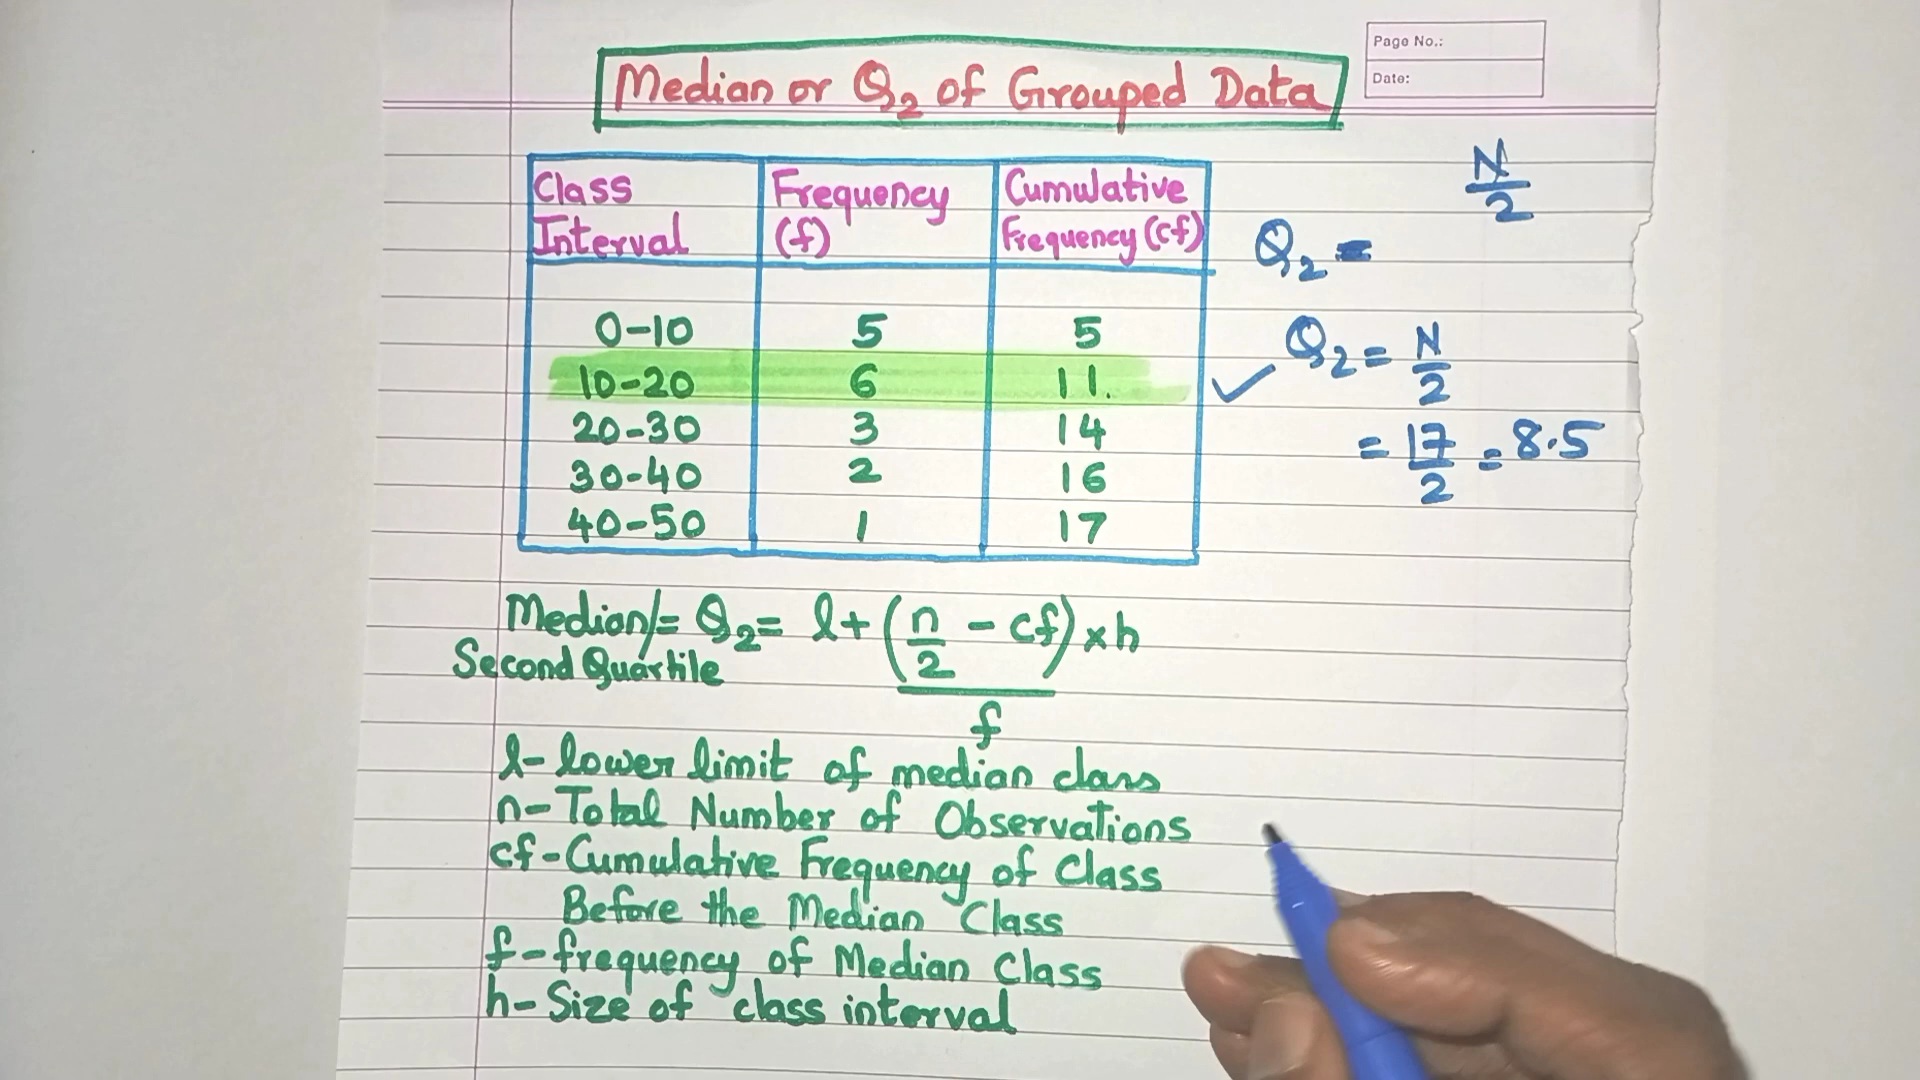 Page No.:
Date:
Median or Q2 of Grouped Data
Class Interval	Frequency (f)	Cumulative Frequency (cf)
0-10	5	5
10-20	6	11.
20-30	3	14
30-40	2	16
40-50	1	17
N/2
Q2 =
✓ Q2 = N/2
= 17/2 = 8.5
Median/= Q2 = l + (n/2 - cf) × h
Second Quartile
f
l - lower limit of median class
n - Total Number of Observations
cf - Cumulative Frequency of Class
Before the Median Class
f - frequency of Median Class
h - Size of class interval